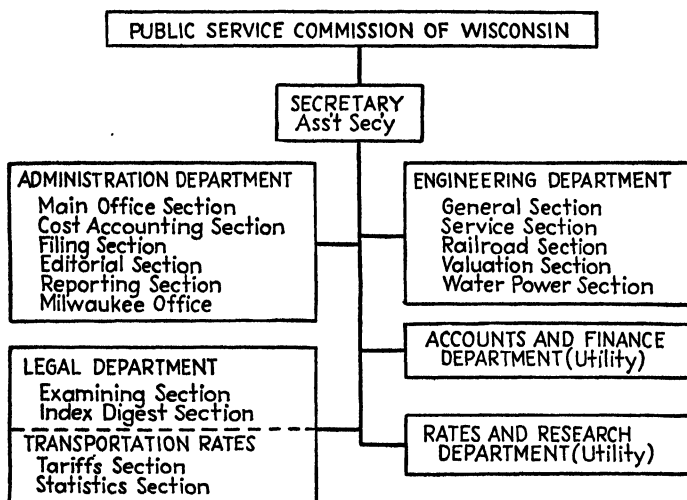 PUBLIC SERVICE COMMISSION OF WISCONSIN
SECRETARY
Ass't Sec'y
ADMINISTRATION DEPARTMENT
Main Office Section
Cost Accounting Section
Filing Section
Editorial Section
Reporting Section
Milwaukee Office
ENGINEERING DEPARTMENT
General Section
Service Section
Railroad Section
Valuation Section
Water Power Section
LEGAL DEPARTMENT
Examining Section
Index Digest Section
TRANSPORTATION RATES
Tariffs Section
Statistics Section
ACCOUNTS AND FINANCE
DEPARTMENT (Utility)
RATES AND RESEARCH
DEPARTMENT (Utility)